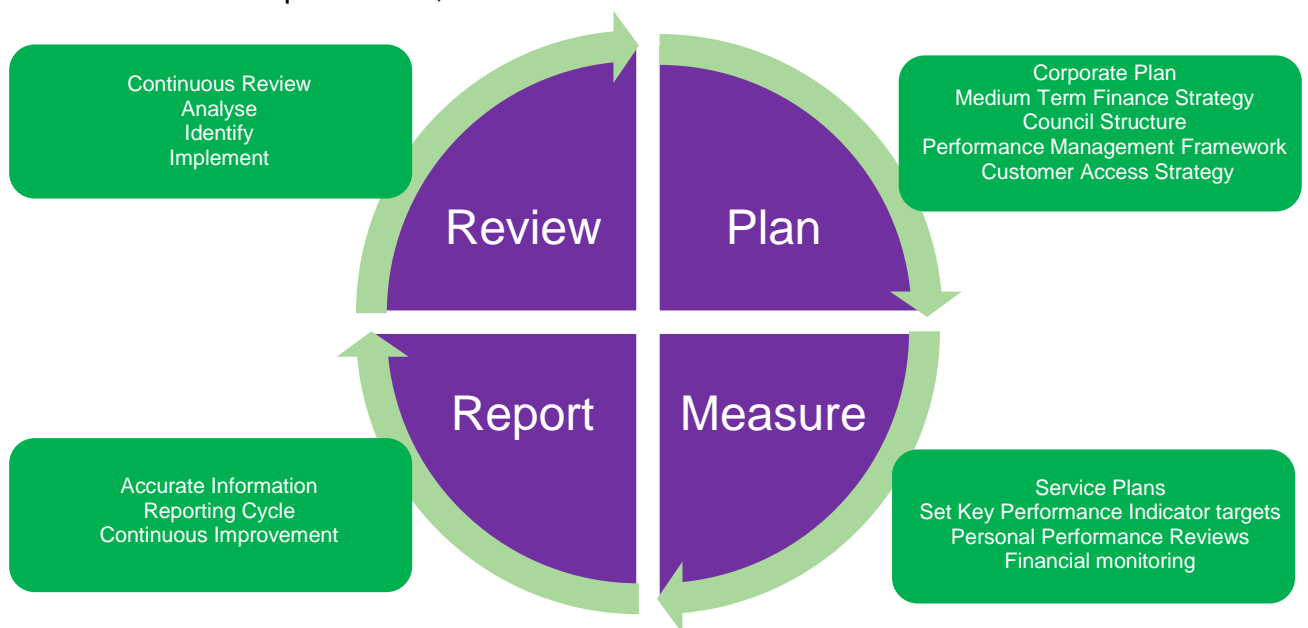 Continuous Review
Analyse
Identify
Implement
Corporate Plan
Medium Term Finance Strategy
Council Structure
Performance Management Framework
Customer Access Strategy
Review
Plan
Report
Measure
Accurate Information
Reporting Cycle
Continuous Improvement
Service Plans
Set Key Performance Indicator targets
Personal Performance Reviews
Financial monitoring